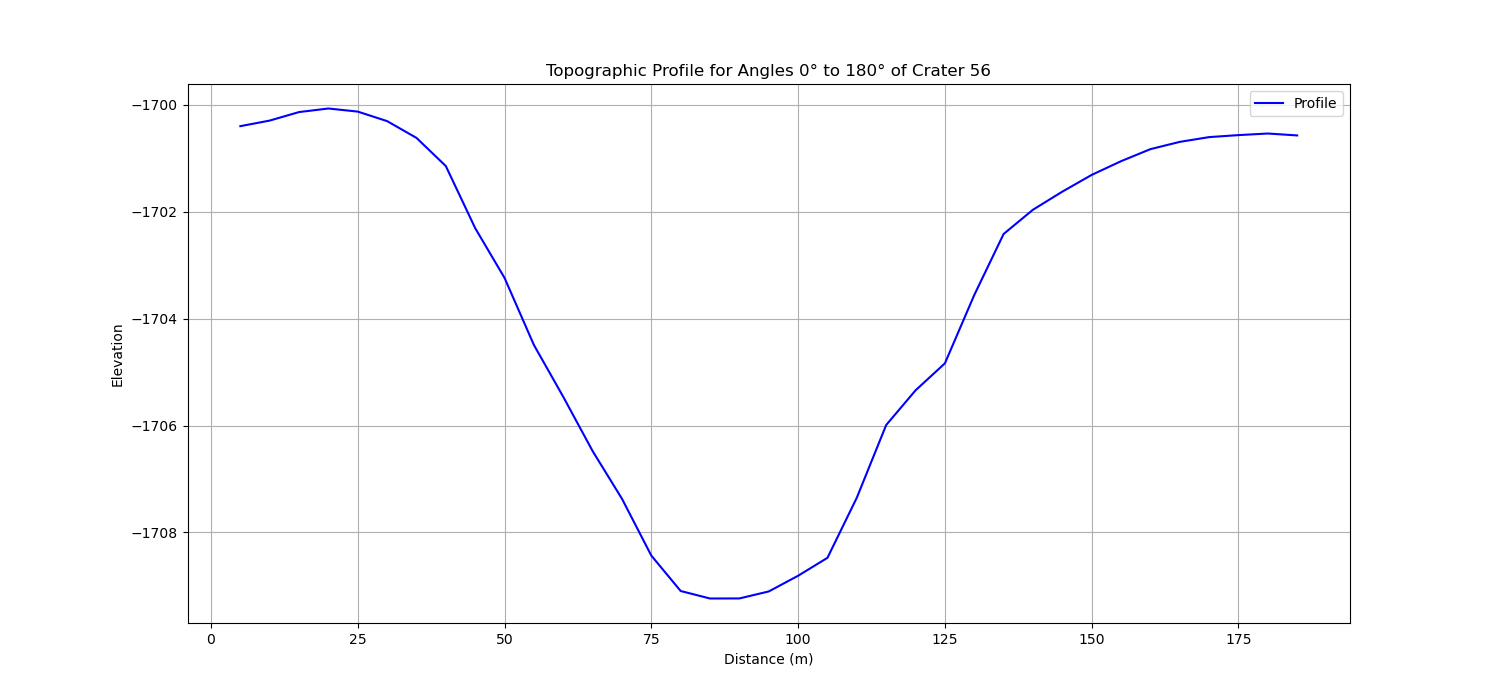 Topographic Profile for Angles 0° to 180° of Crater 56
Profile
−1700
−1702
−1704
−1706
−1708
Elevation
0 25 50 75 100 125 150 175
Distance (m)